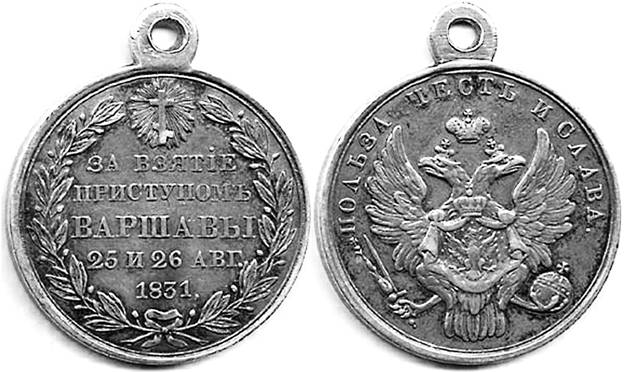 ЗА ВЗЯТІЕ
ПРИСТУПОМЪ
ВАРШАВЫ
25 И 26 АВГ.
1831.
ПОЛЬЗА ЧЕСТЬ И СЛАВА.